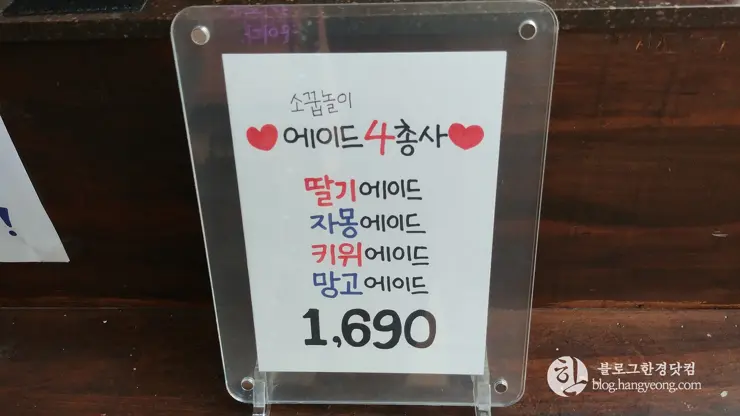 소꿉놀이
에이드 4총사
딸기에이드
자몽에이드
키위에이드
망고에이드
1,690
!
한 블로그한경닷컴
blog.hangyeong.com